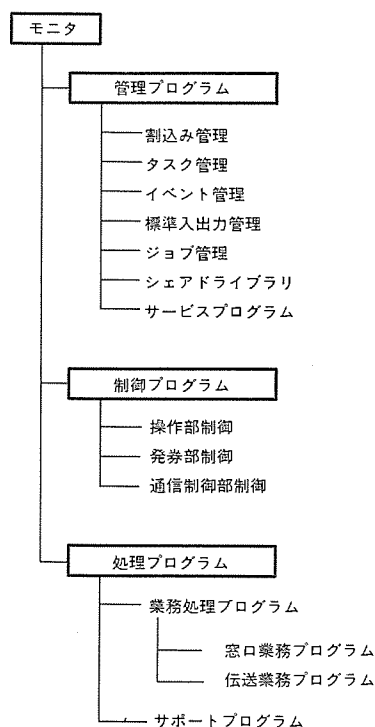 モニタ
管理プログラム
割込み管理
タスク管理
イベント管理
標準入出力管理
ジョブ管理
シェアドライブラリ
サービスプログラム
制御プログラム
操作部制御
発券部制御
通信制御部制御
処理プログラム
業務処理プログラム
窓口業務プログラム
伝送業務プログラム
サポートプログラム